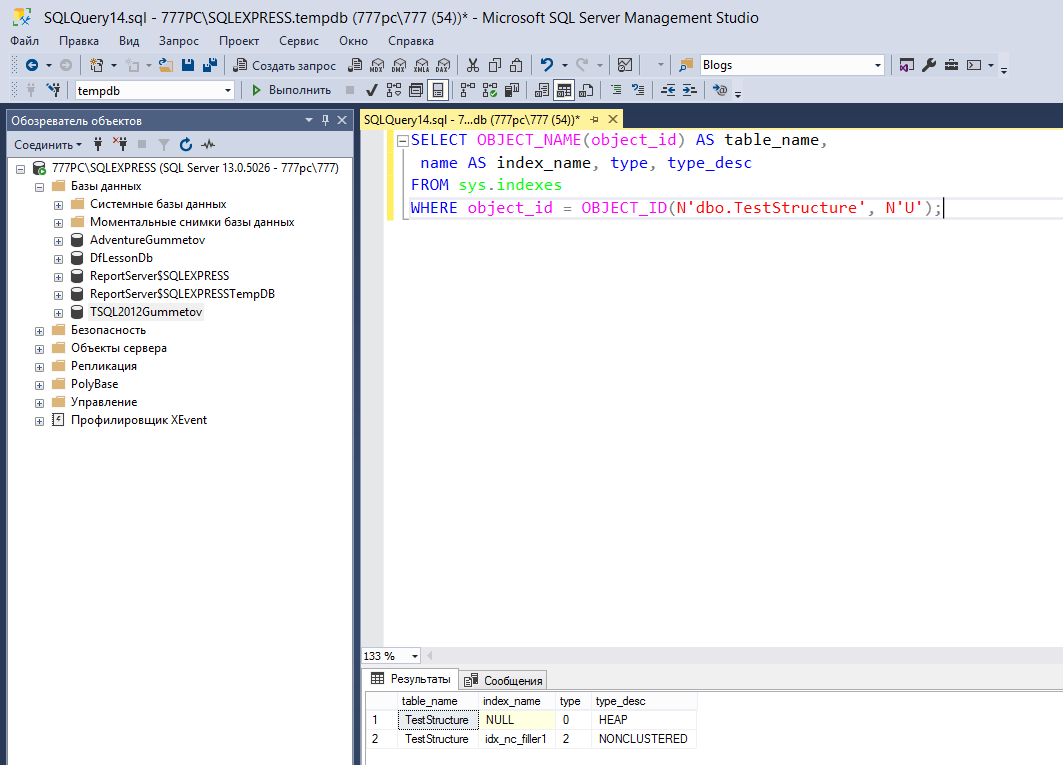 SQLQuery14.sql - 777PC\SQLEXPRESS.tempdb (777pc\777 (54))* - Microsoft SQL Server Management Studio
Файл Правка Вид Запрос Проект Сервис Окно Справка
Создать запрос MDX DMX XMLA DAX Blogs
tempdb Выполнить
Обозреватель объектов
SQLQuery14.sql - 7...db (777pc\777 (54))*
Соединить
777PC\SQLEXPRESS (SQL Server 13.0.5026 - 777pc\777)
Базы данных
Системные базы данных
Моментальные снимки базы данных
AdventureGummetov
DfLessonDb
ReportServer$SQLEXPRESS
ReportServer$SQLEXPRESSTempDB
TSQL2012Gummetov
Безопасность
Объекты сервера
Репликация
PolyBase
Управление
Профилировщик XEvent
SELECT OBJECT_NAME(object_id) AS table_name,
name AS index_name, type, type_desc
FROM sys.indexes
WHERE object_id = OBJECT_ID(N'dbo.TestStructure', N'U');
133 %
Результаты Сообщения
table_name index_name type type_desc
1 TestStructure NULL 0 HEAP
2 TestStructure idx_nc_filler1 2 NONCLUSTERED